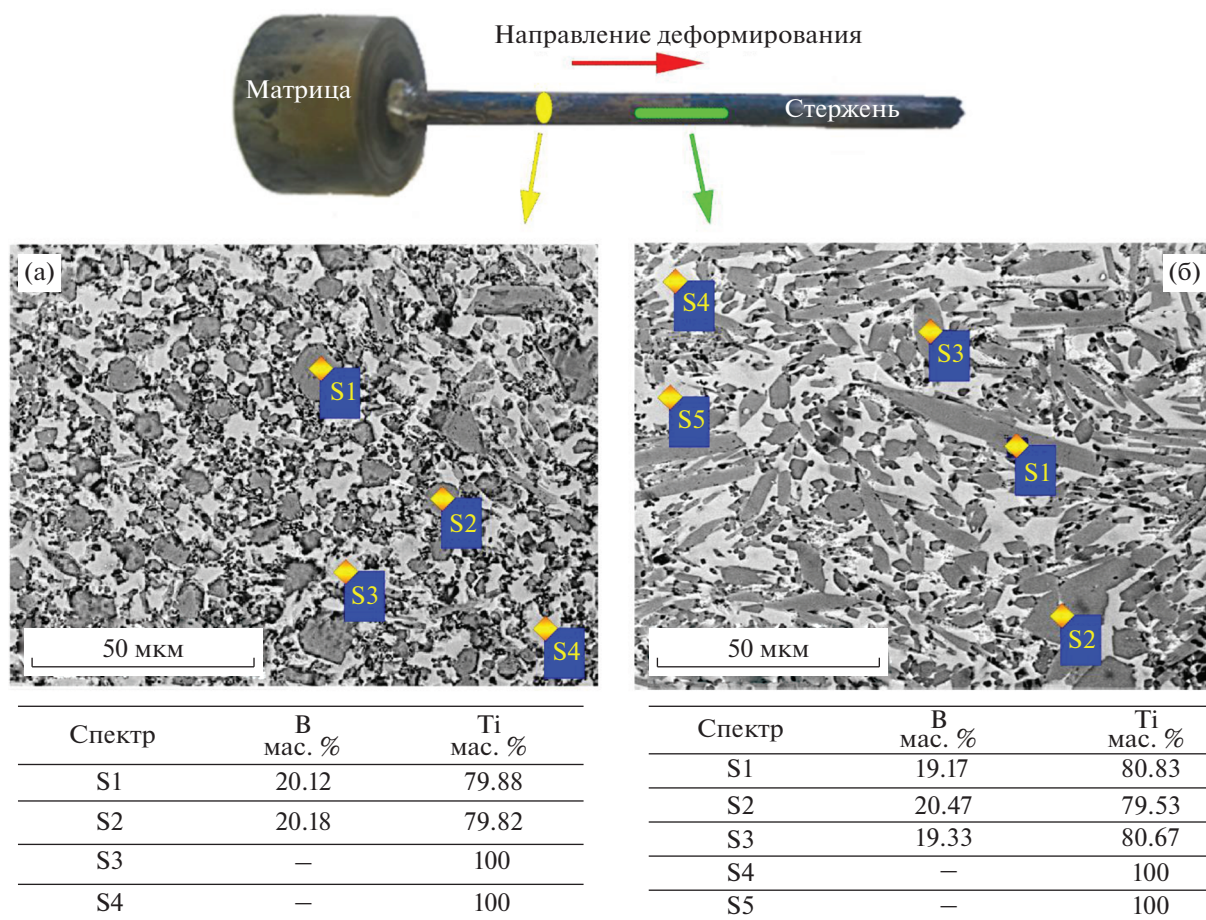 Направление деформирования
Матрица
Стержень
(а)
S1
S2
S3
S4
50 мкм
(б)
S4
S3
S5
S1
S2
50 мкм
Спектр B мас. % Ti мас. %
S1 20.12 79.88
S2 20.18 79.82
S3 – 100
S4 – 100
Спектр B мас. % Ti мас. %
S1 19.17 80.83
S2 20.47 79.53
S3 19.33 80.67
S4 – 100
S5 – 100